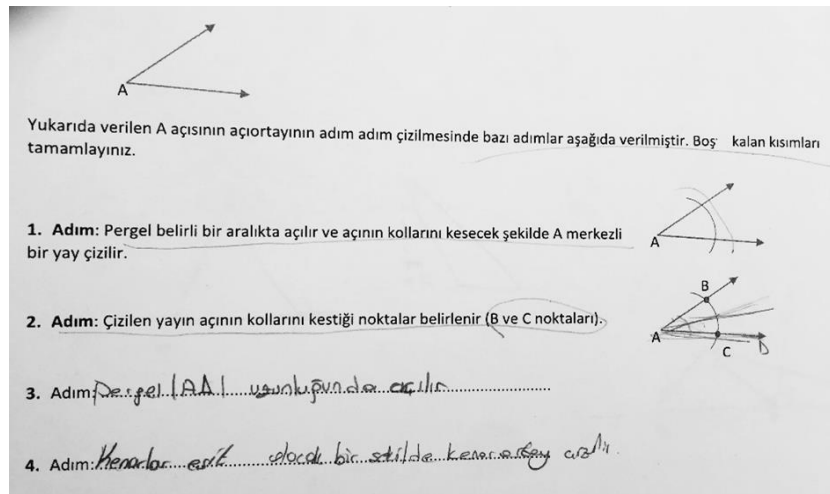 A
Yukarıda verilen A açısının açıortayının adım adım çizilmesinde bazı adımlar aşağıda verilmiştir. Boş kalan kısımları
tamamlayınız.
1. Adım: Pergel belirli bir aralıkta açılır ve açının kollarını kesecek şekilde A merkezli
bir yay çizilir.
A
2. Adım: Çizilen yayın açının kollarını kestiği noktalar belirlenir (B ve C noktaları).
B
A
C
D
3. Adım: Pergel |AA| uzunluğunda açılır
4. Adım: Kenarlar eşit olacak bir şekilde kenarortay çizilir.